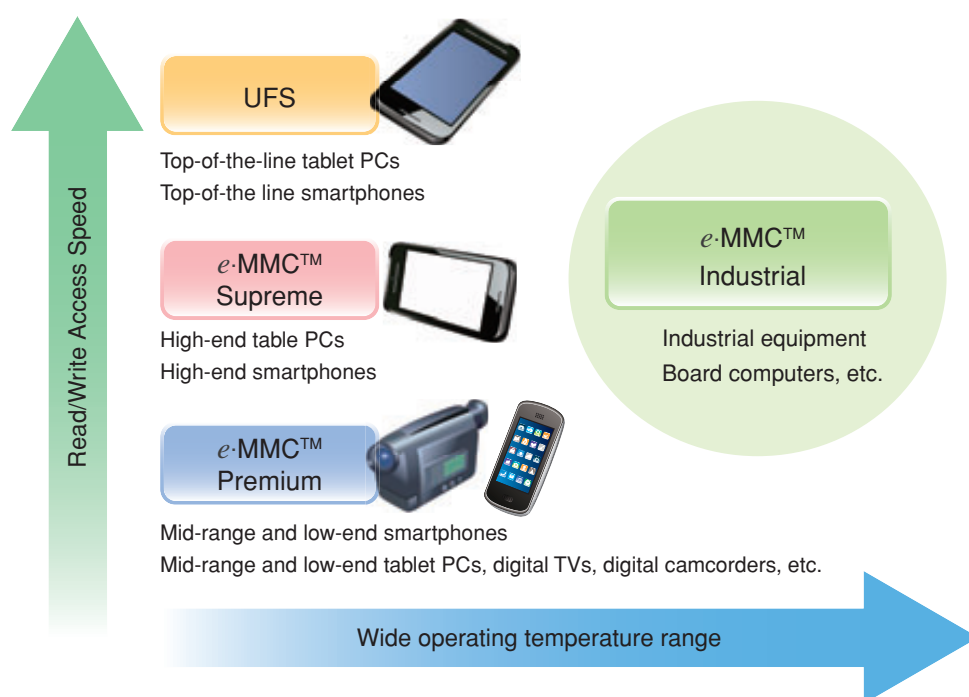 Read/Write Access Speed
UFS
Top-of-the-line tablet PCs
Top-of-the line smartphones
e·MMC™
Supreme
High-end table PCs
High-end smartphones
e·MMC™
Premium
Mid-range and low-end smartphones
Mid-range and low-end tablet PCs, digital TVs, digital camcorders, etc.
e·MMC™
Industrial
Industrial equipment
Board computers, etc.
Wide operating temperature range